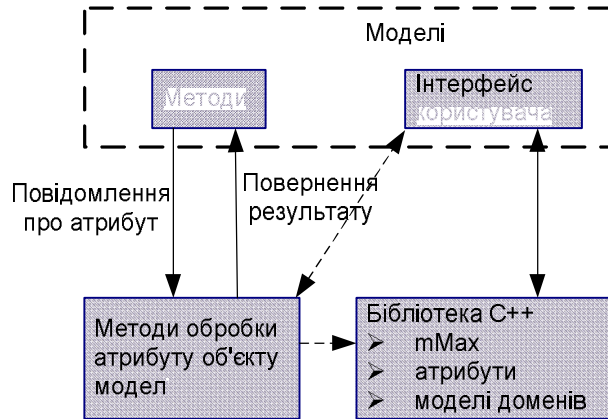 Моделі
Методи
Інтерфейс
користувача
Повідомлення
про атрибут
Повернення
результату
Методи обробки
атрибуту об'єкту
модел
Бібліотека C++
➢ mMax
➢ атрибути
➢ моделі доменів